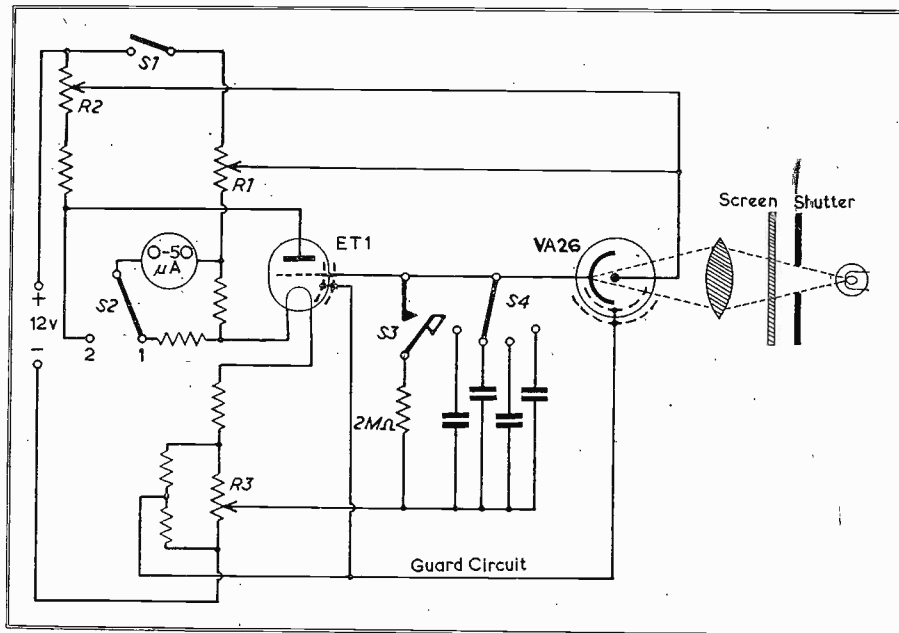 S1
R2
R1
Screen Shutter
ET1
VA26
0-50
μA
S2
S3
S4
+
12v
-
2
1
2MΩ
R3
Guard Circuit